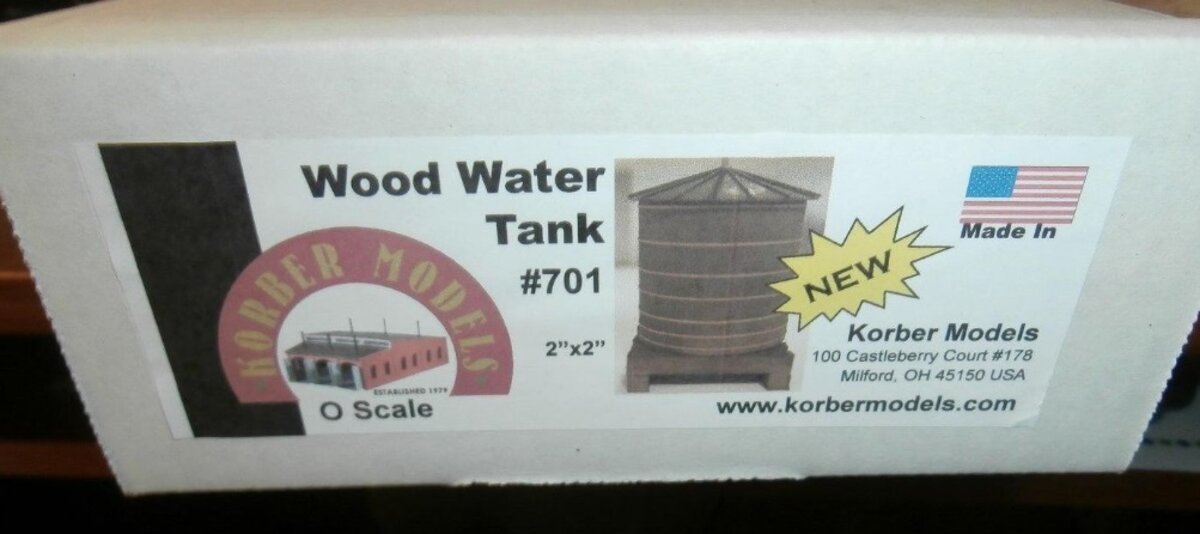 Wood Water
Tank
#701
2"x2"
KORBER MODELS
ESTABLISHED 1979
O Scale
NEW
Made In
Korber Models
100 Castleberry Court #178
Milford, OH 45150 USA
www.korbermodels.com